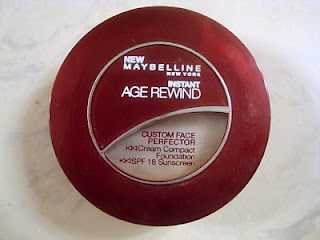 NEW
MAYBELLINE
NEW YORK
INSTANT
AGE REWIND
CUSTOM FACE
PERFECTOR
Cream Compact
Foundation
SPF 18 Sunscreen